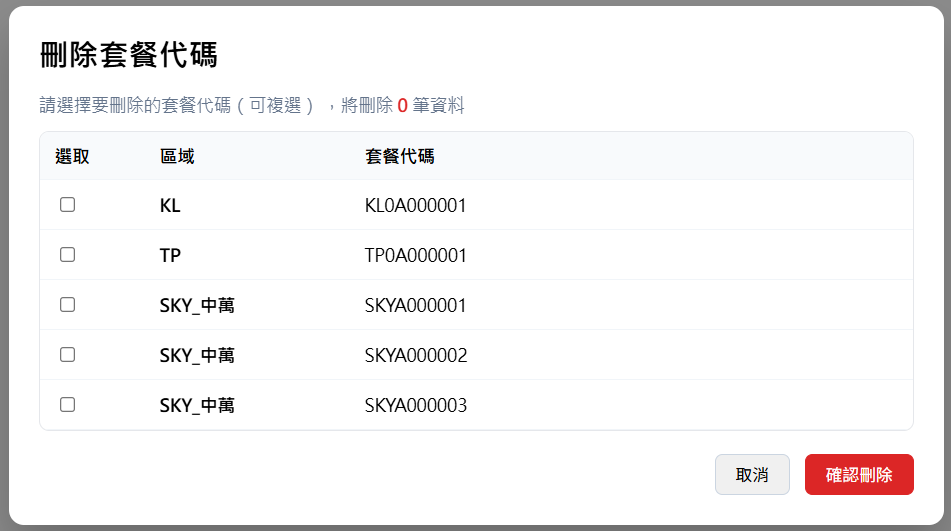 刪除套餐代碼
請選擇要刪除的套餐代碼（可複選），將刪除 0 筆資料
選取 區域 套餐代碼
KL KL0A000001
TP TP0A000001
SKY_中萬 SKYA000001
SKY_中萬 SKYA000002
SKY_中萬 SKYA000003
取消 確認刪除